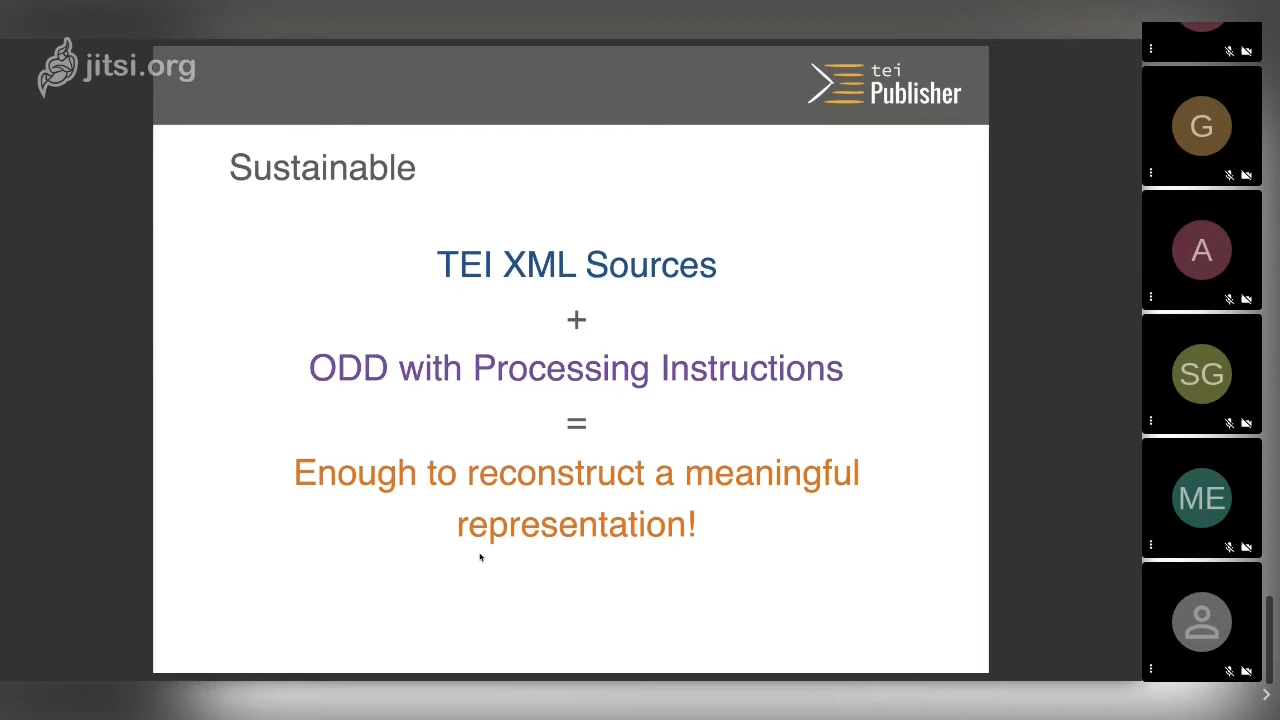 jitsi.org
tei
Publisher
Sustainable
TEI XML Sources
+
ODD with Processing Instructions
=
Enough to reconstruct a meaningful
representation!
G
A
SG
ME